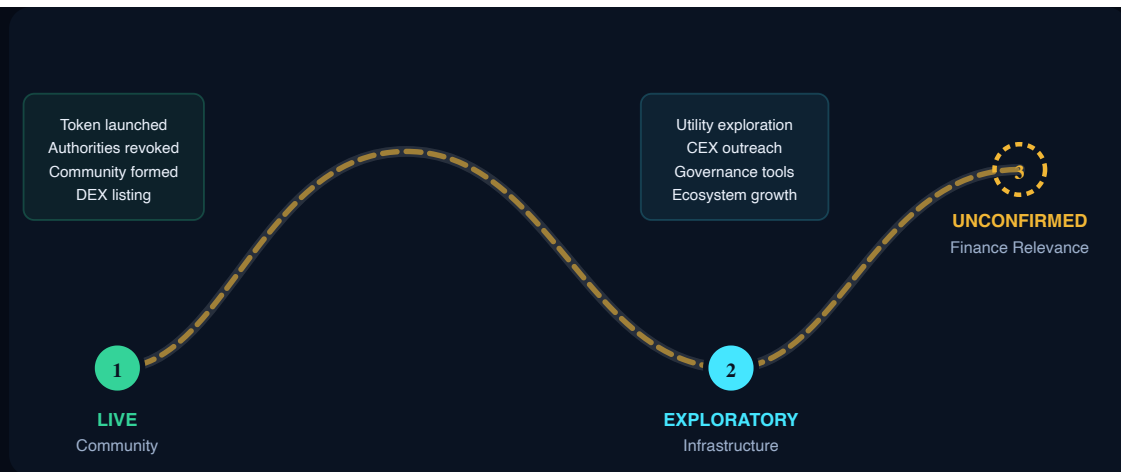 Token launched
Authorities revoked
Community formed
DEX listing
1
LIVE
Community
Utility exploration
CEX outreach
Governance tools
Ecosystem growth
2
EXPLORATORY
Infrastructure
3
UNCONFIRMED
Finance Relevance